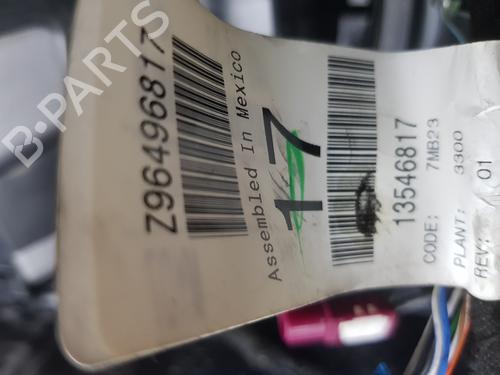 Z96496817
Assembled In Mexico
17
13546817
CODE: 7MB23
PLANT: 3300
REV: 01
B-PARTS